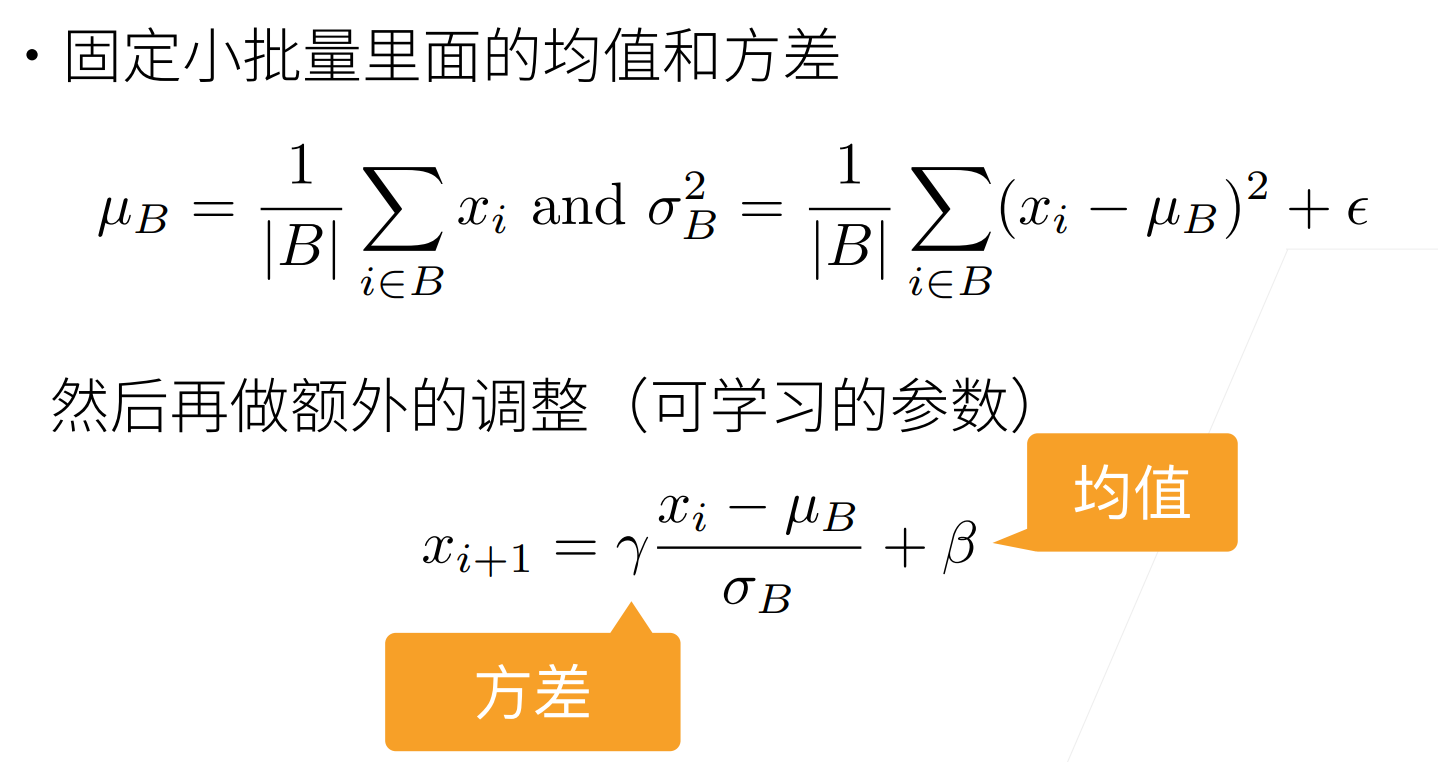 • 固定小批量里面的均值和方差
$\mu_B = \frac{1}{|B|} \sum_{i \in B} x_i \text{ and } \sigma_B^2 = \frac{1}{|B|} \sum_{i \in B} (x_i - \mu_B)^2 + \epsilon$
然后再做额外的调整（可学习的参数）
均值
$x_{i+1} = \gamma \frac{x_i - \mu_B}{\sigma_B} + \beta$
方差